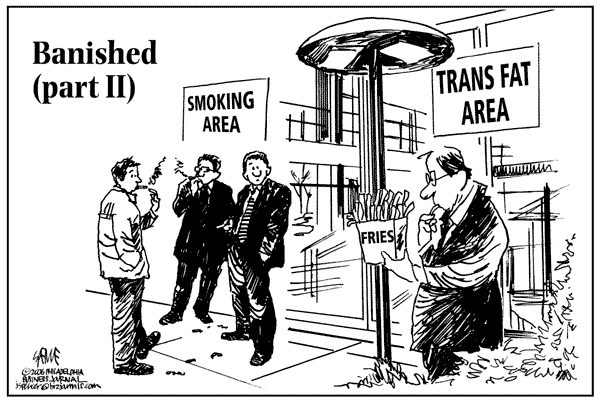 Banished
(part II)
SMOKING
AREA
TRANS FAT
AREA
FRIES
©2006 PHILADELPHIA
BUSINESS JOURNAL